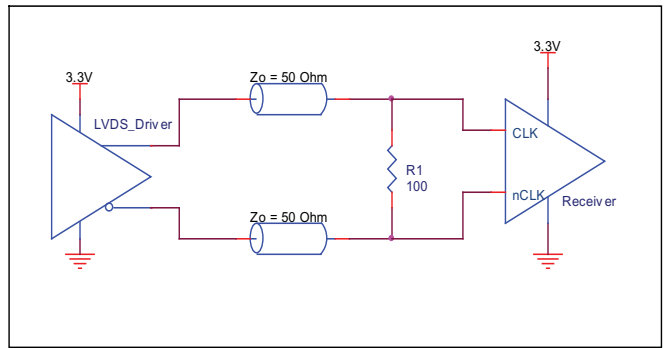 3.3V
Zo = 50 Ohm
3.3V
LVDS_Driver
CLK
R1
100
nCLK
Receiver
Zo = 50 Ohm